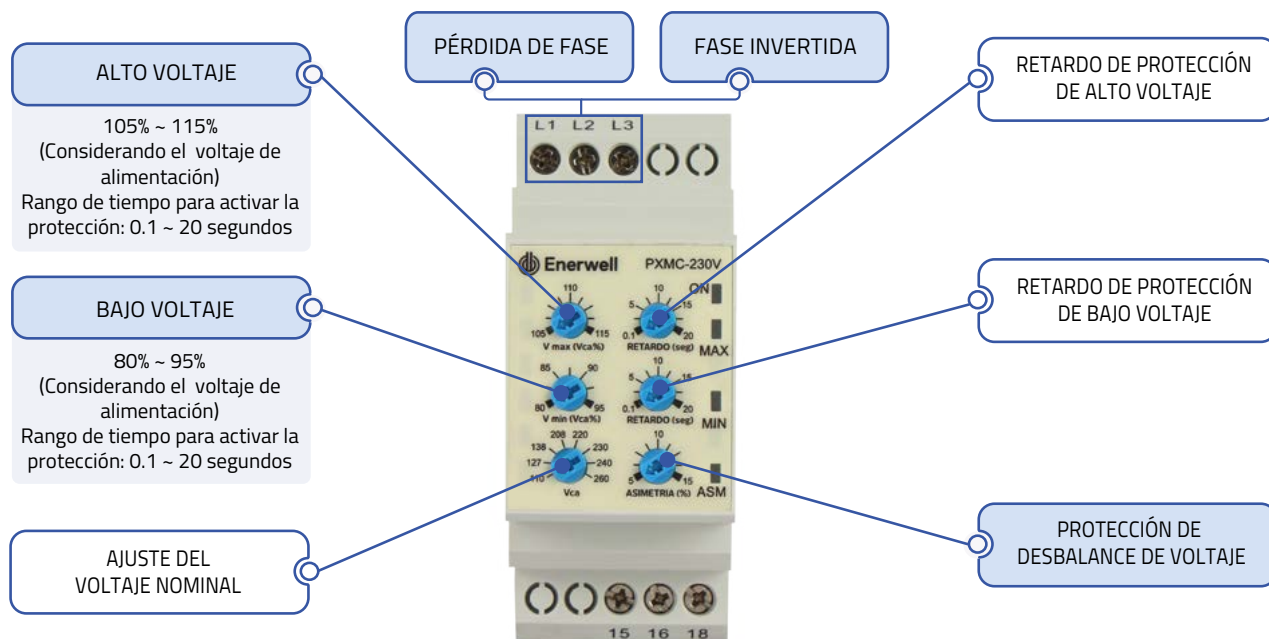 PÉRDIDA DE FASE
FASE INVERTIDA
ALTO VOLTAJE
105% ~ 115%
(Considerando el voltaje de
alimentación)
Rango de tiempo para activar la
protección: 0.1 ~ 20 segundos
BAJO VOLTAJE
80% ~ 95%
(Considerando el voltaje de
alimentación)
Rango de tiempo para activar la
protección: 0.1 ~ 20 segundos
AJUSTE DEL
VOLTAJE NOMINAL
L1 L2 L3
Enerwell PXMC-230V
110
105 115
V max (Vca%)
10 ON
5 15
0.1 20
RETARDO (seg) MAX
85 90
80 95
V min (Vca%)
10
5 15
0.1 20
RETARDO (seg) MIN
208 220
138 230
127 240
110 260
Vca
10
5 15
ASIMETRIA (%) ASM
15 16 18
RETARDO DE PROTECCIÓN
DE ALTO VOLTAJE
RETARDO DE PROTECCIÓN
DE BAJO VOLTAJE
PROTECCIÓN DE
DESBALANCE DE VOLTAJE